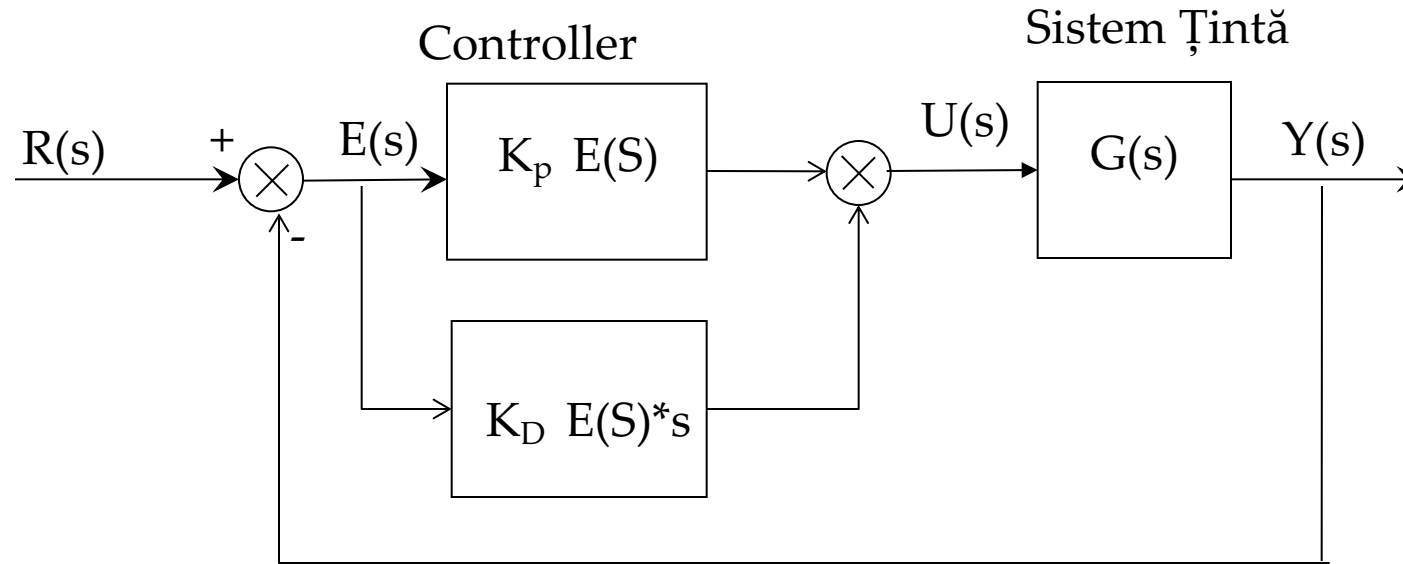 Controller
Sistem Țintă
R(s)
+
E(s)
Kp E(S)
U(s)
G(s)
Y(s)
-
KD E(S)*s